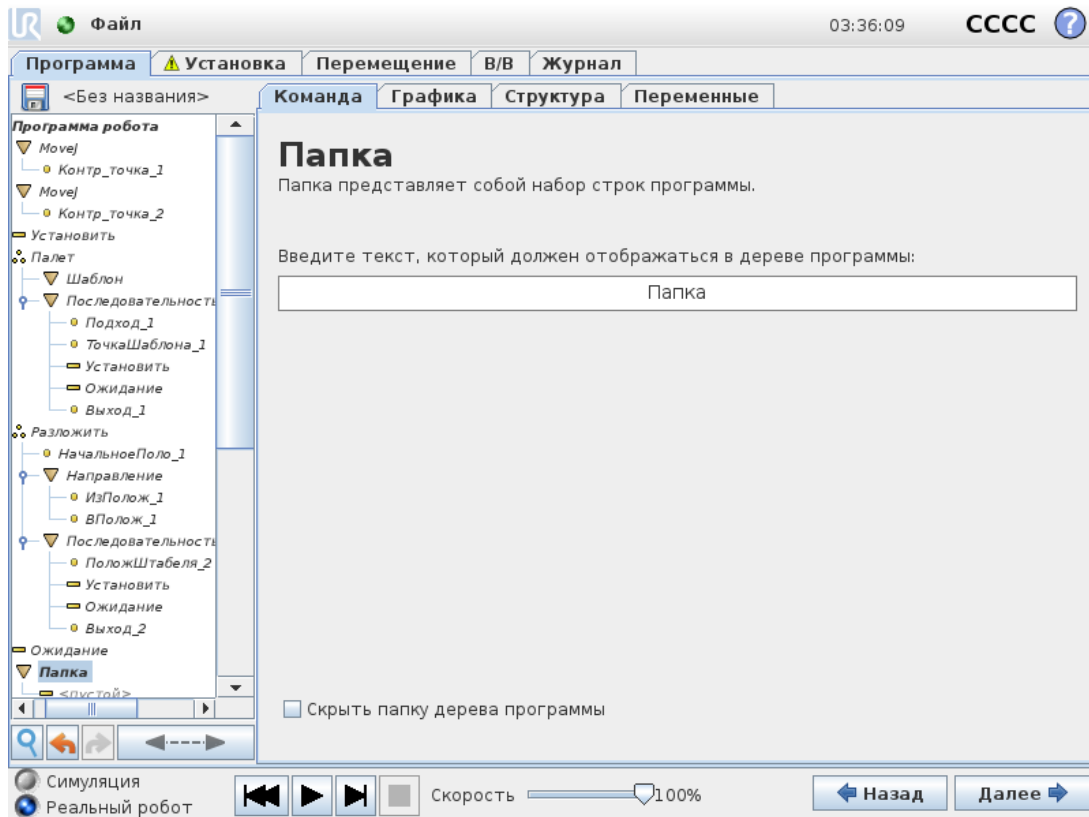 UR Файл 03:36:09 CCCC ?
Программа Установка Перемещение В/В Журнал
<Без названия> Команда Графика Структура Переменные
Программа робота
MoveJ
Контр_точка_1
MoveJ
Контр_точка_2
Установить
Палет
Шаблон
Последовательность
Подход_1
ТочкаШаблона_1
Установить
Ожидание
Выход_1
Разложить
НачальноеПоло_1
Направление
ИзПолож_1
ВПолож_1
Последовательность
ПоложШтабеля_2
Установить
Ожидание
Выход_2
Ожидание
Папка
<пустой>
Папка
Папка представляет собой набор строк программы.
Введите текст, который должен отображаться в дереве программы:
Папка
Скрыть папку дерева программы
Симуляция
Реальный робот
Скорость 100%
Назад Далее